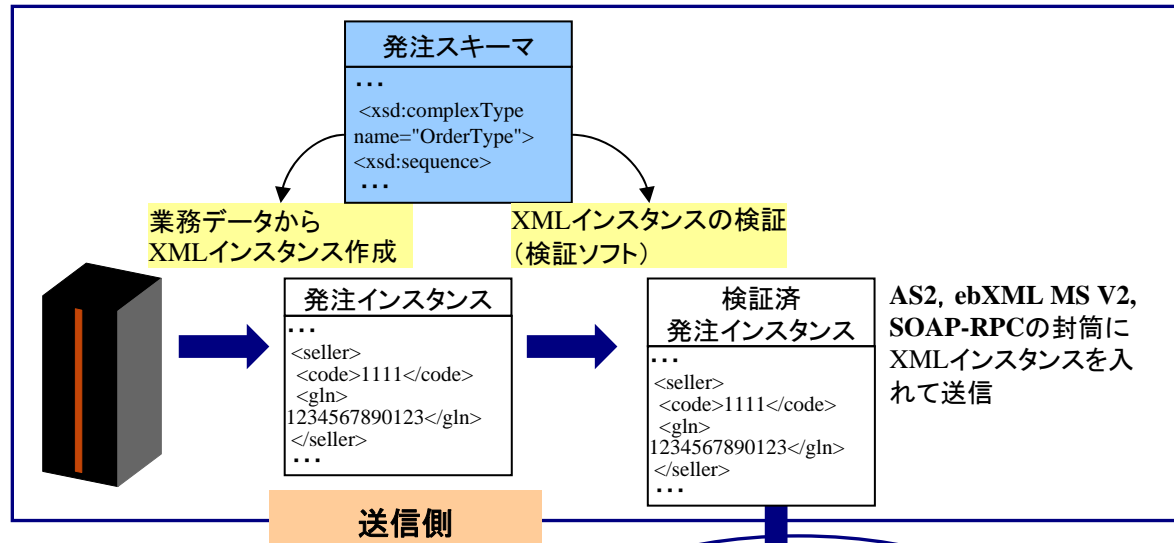 発注スキーマ
・・・
<xsd:complexType
name="OrderType">
<xsd:sequence>
・・・
業務データから
XMLインスタンス作成
XMLインスタンスの検証
（検証ソフト）
発注インスタンス
・・・
<seller>
<code>1111</code>
<gln>
1234567890123</gln>
</seller>
・・・
検証済
発注インスタンス
・・・
<seller>
<code>1111</code>
<gln>
1234567890123</gln>
</seller>
・・・
AS2，ebXML MS V2,
SOAP-RPCの封筒に
XMLインスタンスを入
れて送信
送信側